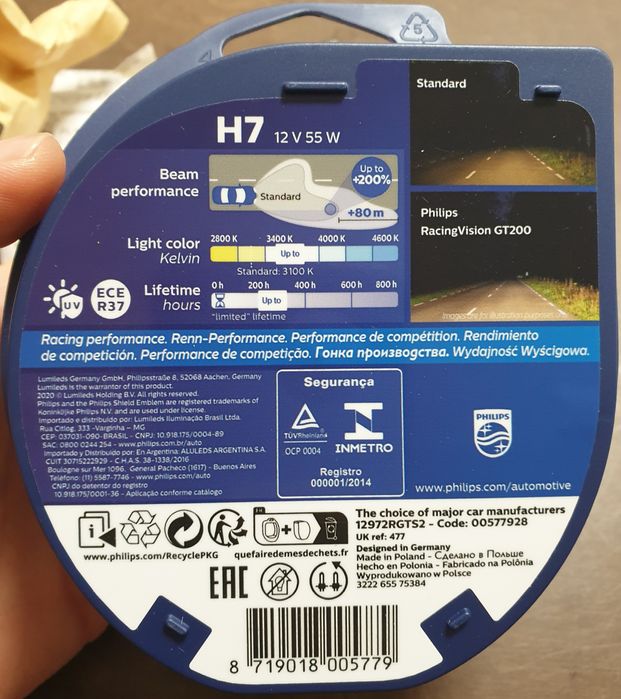 5
Standard
H7 12 V 55 W
Beam
performance
Up to
+200%
Standard
+80 m
Philips
RacingVision GT200
Light color
Kelvin
2800 K 3400 K 4000 K 4600 K
Up to
Standard: 3100 K
UV
ECE
R37
Lifetime
hours
0 h 200 h 400 h 600 h 800 h
Up to
"limited" lifetime
Images are for illustration purposes only
Racing performance. Renn-Performance. Performance de compétition. Rendimiento
de competición. Performance de competição. Гонка производства. Wydajność Wyścigowa.
Lumileds Germany GmbH, Philipsstraße 8, 52068 Aachen, Germany
Lumileds is the warrantor of this product.
2020 © Lumileds Holding B.V. All rights reserved.
Philips and the Philips Shield Emblem are registered trademarks of
Koninklijke Philips N.V. and are used under license.
Importado e distribuido por: Lumileds Iluminação Brasil Ltda.
Rua Citleg, 333 -Varginha – MG
CEP: 037031-090-BRASIL - CNPJ: 10.918.175/0004-89
SAC: 0800 0244 254 - www.philips.com.br/auto
Importado y Distribuido por: En Argentina: ALULEDS ARGENTINA S.A.
CUIT 30715222929 - C.H.A.S. 38-1338/2016
Boulogne sur Mer 1096, General Pacheco (1617) - Buenos Aires
Teléfono: (11) 5587-7746 - www.philips.com/auto
CNPJ do detentor do registro
10.918.175/0001-36 - Aplicação conforme catálogo
Segurança
TÜVRheinland
OCP 0004
INMETRO
Registro
000001/2014
PHILIPS
www.philips.com/automotive
www.philips.com/RecyclePKG
quefairedemesdechets.fr
The choice of major car manufacturers
12972RGTS2 - Code: 00577928
UK ref: 477
Designed in Germany
Made in Poland - Сделано в Польше
Hecho en Polonia - Fabricado na Polônia
Wyprodukowano w Polsce
3222 655 75384
EAC
8 719018 005779